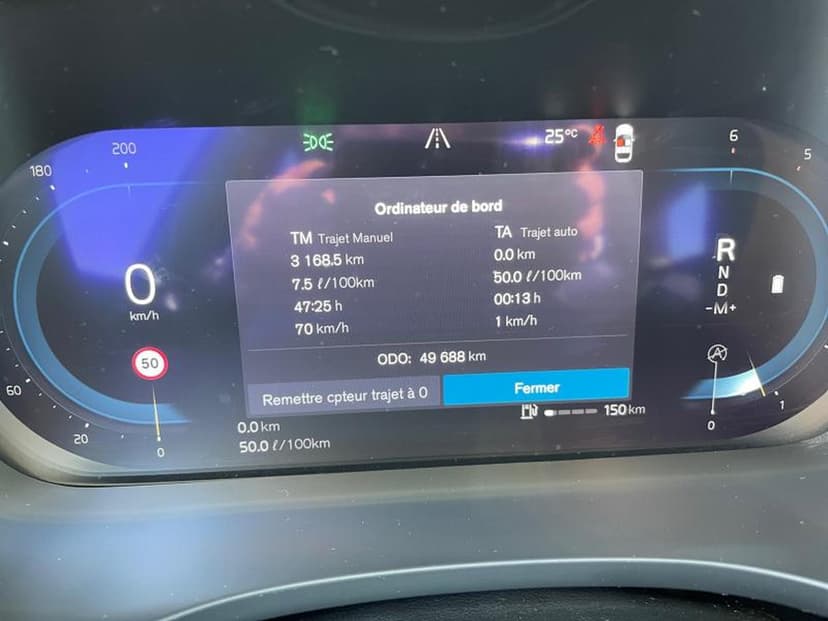 200
180
25°C
6
5
Ordinateur de bord
TM Trajet Manuel
3 168.5 km
7.5 ℓ/100km
47:25 h
70 km/h
TA Trajet auto
0.0 km
50.0 ℓ/100km
00:13 h
1 km/h
0
km/h
R
N
D
-M+
50
ODO: 49 688 km
A
Remettre cpteur trajet à 0
Fermer
60
20
0
0.0 km
50.0 ℓ/100km
150 km
0
1